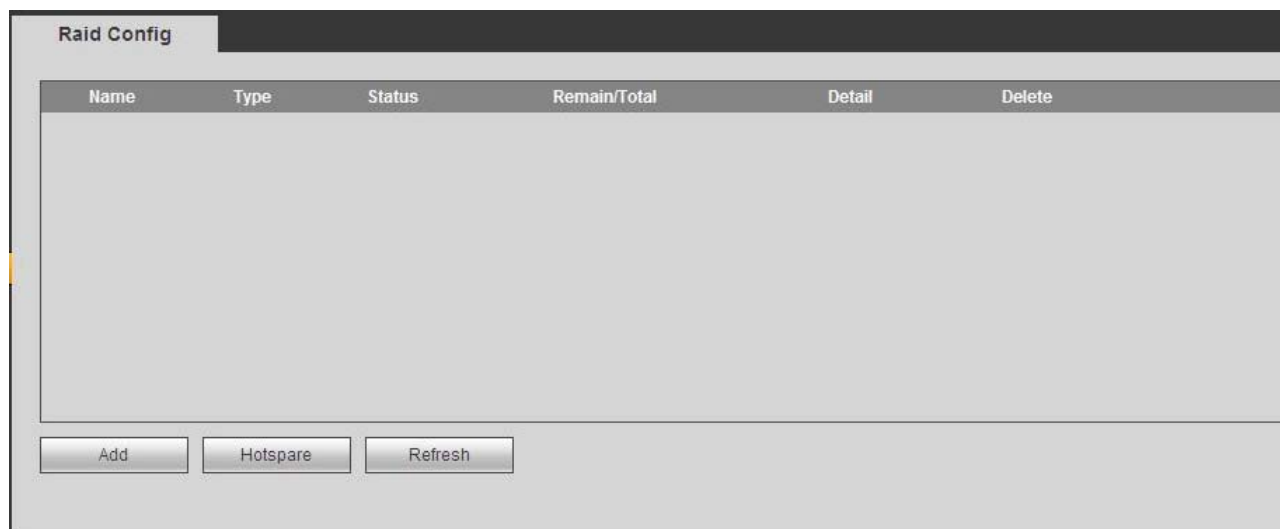 Raid Config
Name Type Status Remain/Total Detail Delete
Add Hotspare Refresh